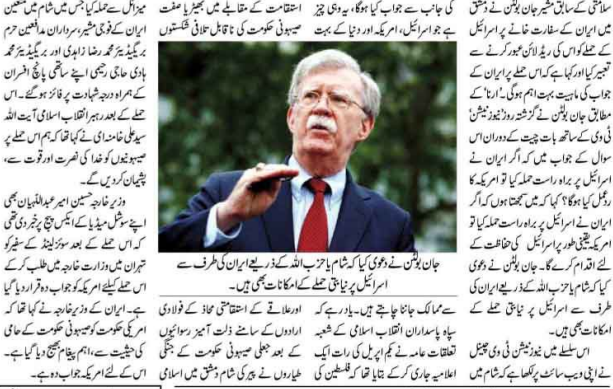 سلامتی کے سابق مشیر جان بولٹن نے دمشق
میں ایران کے سفارت خانے پر اسرائیل
کے حملے کو اس کی ریڈ لائن عبور کرنے سے
تعبیر کیا اور کہا ہے کہ اس حملے پر ایران کے
جواب کی ماہیت بہت اہم ہوگی۔ 'ارنا' کے
مطابق جان بولٹن نے گزشتہ روز نیوز نیشن
ٹی وی کے ساتھ بات چیت کے دوران اس
سوال کے جواب میں کہ اگر ایران نے
اسرائیل پر براہ راست حملہ کیا تو امریکہ کا
ردعمل کیا ہوگا؟ کہا کہ میں سمجھتا ہوں کہ اگر
ایران نے اسرائیل پر براہ راست حملہ کیا تو
امریکہ یقینی طور پر اسرائیل کی حفاظت کے
لئے اقدام کرے گا۔ جان بولٹن نے دعویٰ
کیا کہ شام یا حزب اللہ کے ذریعے ایران کی
طرف سے اسرائیل پر نیابتی حملے کے
امکانات بھی ہیں۔
اس سلسلے میں نیوز نیشن ٹی وی چینل
نے اپنی ویب سائٹ پر لکھا ہے کہ شام میں
کی جانب سے جواب کیا ہوگا، یہ وہی چیز
ہے جو اسرائیل، امریکہ اور دنیا کے بہت
جان بولٹن نے دعویٰ کیا کہ شام یا حزب اللہ کے ذریعے ایران کی طرف سے
اسرائیل پر نیابتی حملے کے امکانات بھی ہیں۔
سے ممالک جاننا چاہتے ہیں۔ یاد رہے کہ
سپاہ پاسداران انقلاب اسلامی کے شعبہ
تعلقات عامہ نے یکم اپریل کی رات ایک
اعلامیہ جاری کرکے بتایا تھا کہ فلسطین کی
استقامت کے مقابلے میں بھیڑیا صفت
صیہونی حکومت کی ناقابل تلافی شکستوں
اور علاقے کے استقامتی محاذ کے فولادی
ارادوں کے سامنے ذلت آمیز رسوائیوں
کے بعد جعلی صیہونی حکومت کے جنگی
طیاروں نے پیر کی شام دمشق میں اسلامی
میزائل سے حملہ کیا جس میں شام میں متعین
ایران کے فوجی مشیر، سرداران مدافعین حرم
بریگیڈیئر محمد رضا زاہدی اور بریگیڈیئر محمد
ہادی حاجی رحیمی اپنے ساتھی پانچ افسران
کے ہمراہ درجہ شہادت پر فائز ہوگئے۔ اس
حملے کے بعد رہبر انقلاب اسلامی آیت اللہ
سید علی خامنہ ای نے کہا تھا کہ ہم اس حملے پر
صیہونیوں کو خدا کی نصرت اور قوت سے،
پشیمان کردیں گے۔
وزیر خارجہ حسین امیر عبداللہیان بھی
اپنے سوشل میڈیا کے ایکس پیج پر خبر دی تھی
کہ اس حملے کے بعد سوئزلینڈ کے سفیر کو
تہران میں وزارت خارجہ میں طلب کرکے
اس حملے کیلئے امریکہ کو جواب دہ قرار دیا گیا
ہے۔ ایران کے وزیر خارجہ نے کہا تھا کہ
امریکی حکومت کو صیہونی حکومت کے حامی
کی حیثیت سے، اہم پیغام بھیج دیا گیا ہے۔
اس کے لئے امریکہ جواب دہ ہے۔